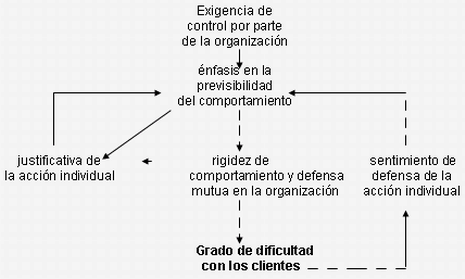 Exigencia de
control por parte
de la organización
énfasis en la
previsibilidad
del comportamiento
justificativa de
la acción individual
rigidez de
comportamiento y defensa
mutua en la organización
sentimiento de
defensa de la
acción individual
Grado de dificultad
con los clientes